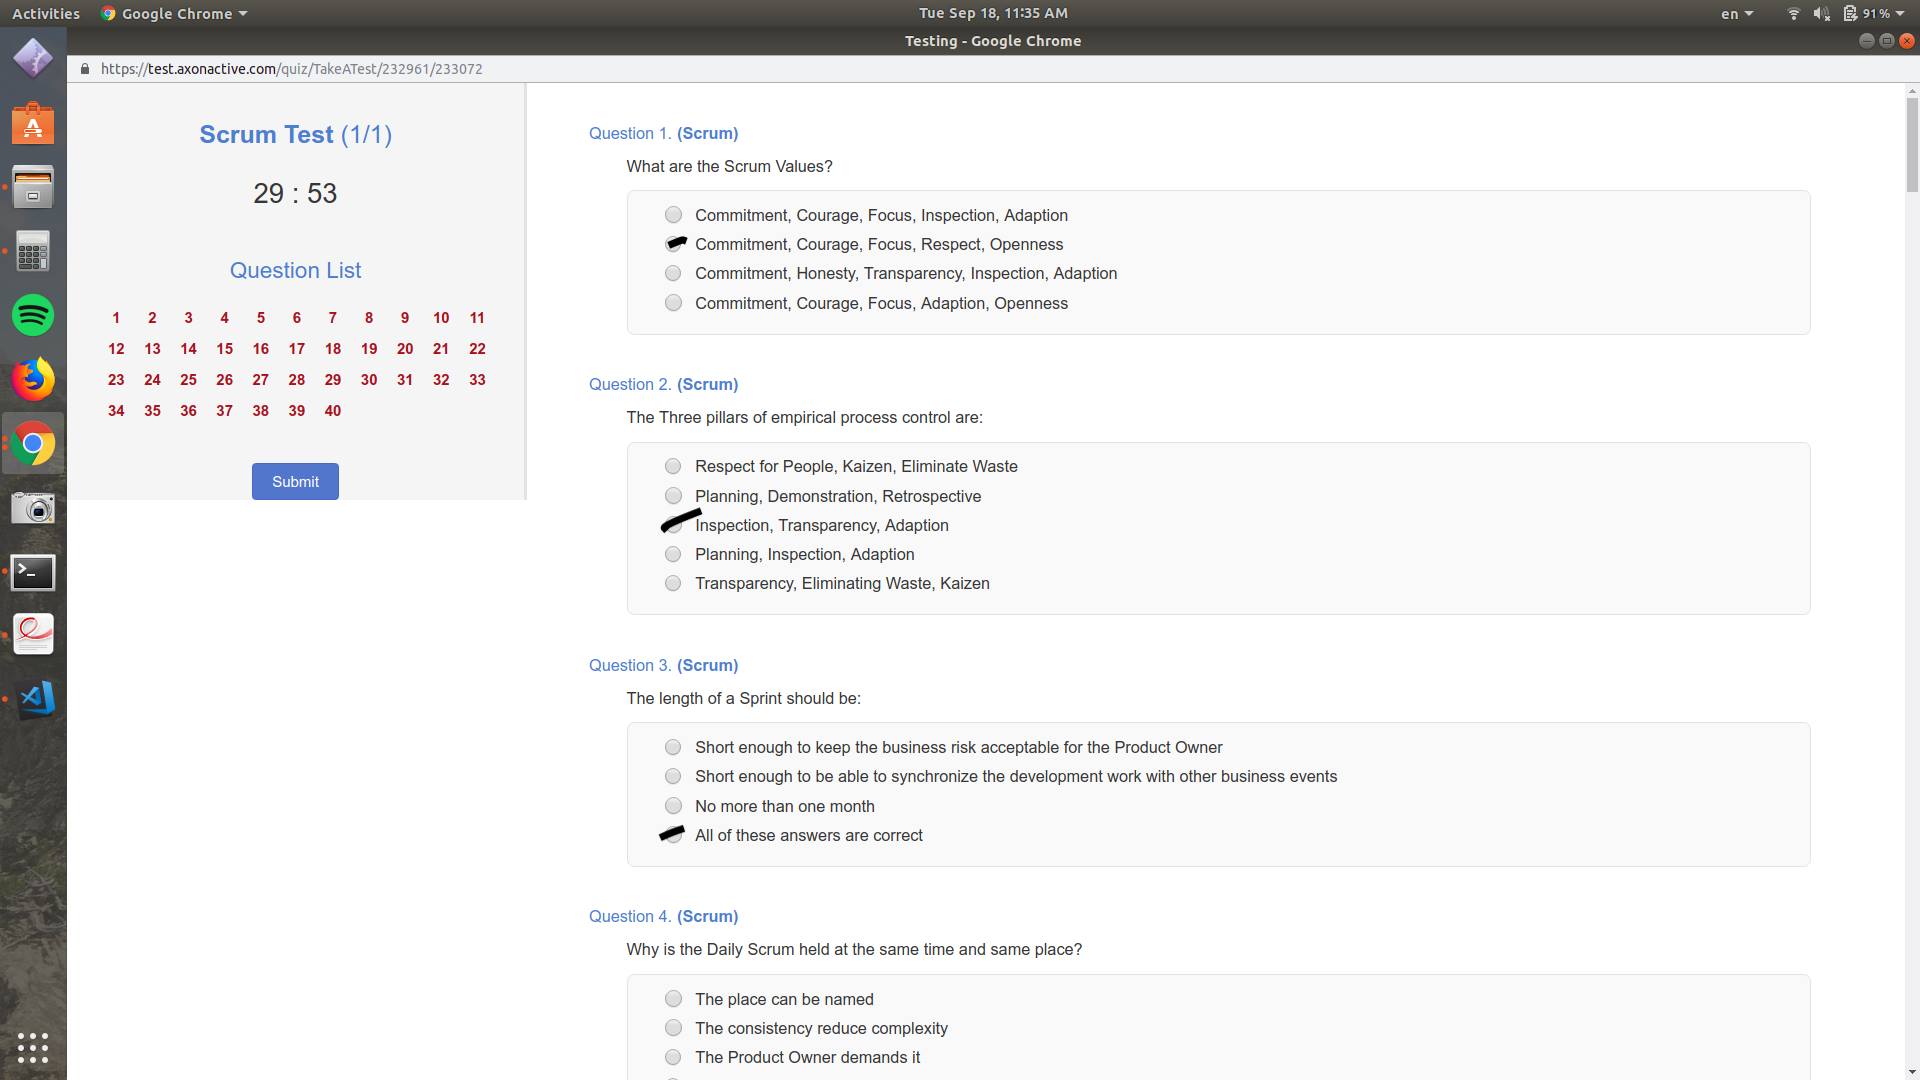 Activities Google Chrome Tue Sep 18, 11:35 AM en 91%
Testing - Google Chrome
https://test.axonactive.com/quiz/TakeATest/232961/233072
Scrum Test (1/1)
29 : 53
Question List
1 2 3 4 5 6 7 8 9 10 11
12 13 14 15 16 17 18 19 20 21 22
23 24 25 26 27 28 29 30 31 32 33
34 35 36 37 38 39 40
Submit
Question 1. (Scrum)
What are the Scrum Values?
Commitment, Courage, Focus, Inspection, Adaption
Commitment, Courage, Focus, Respect, Openness
Commitment, Honesty, Transparency, Inspection, Adaption
Commitment, Courage, Focus, Adaption, Openness
Question 2. (Scrum)
The Three pillars of empirical process control are:
Respect for People, Kaizen, Eliminate Waste
Planning, Demonstration, Retrospective
Inspection, Transparency, Adaption
Planning, Inspection, Adaption
Transparency, Eliminating Waste, Kaizen
Question 3. (Scrum)
The length of a Sprint should be:
Short enough to keep the business risk acceptable for the Product Owner
Short enough to be able to synchronize the development work with other business events
No more than one month
All of these answers are correct
Question 4. (Scrum)
Why is the Daily Scrum held at the same time and same place?
The place can be named
The consistency reduce complexity
The Product Owner demands it